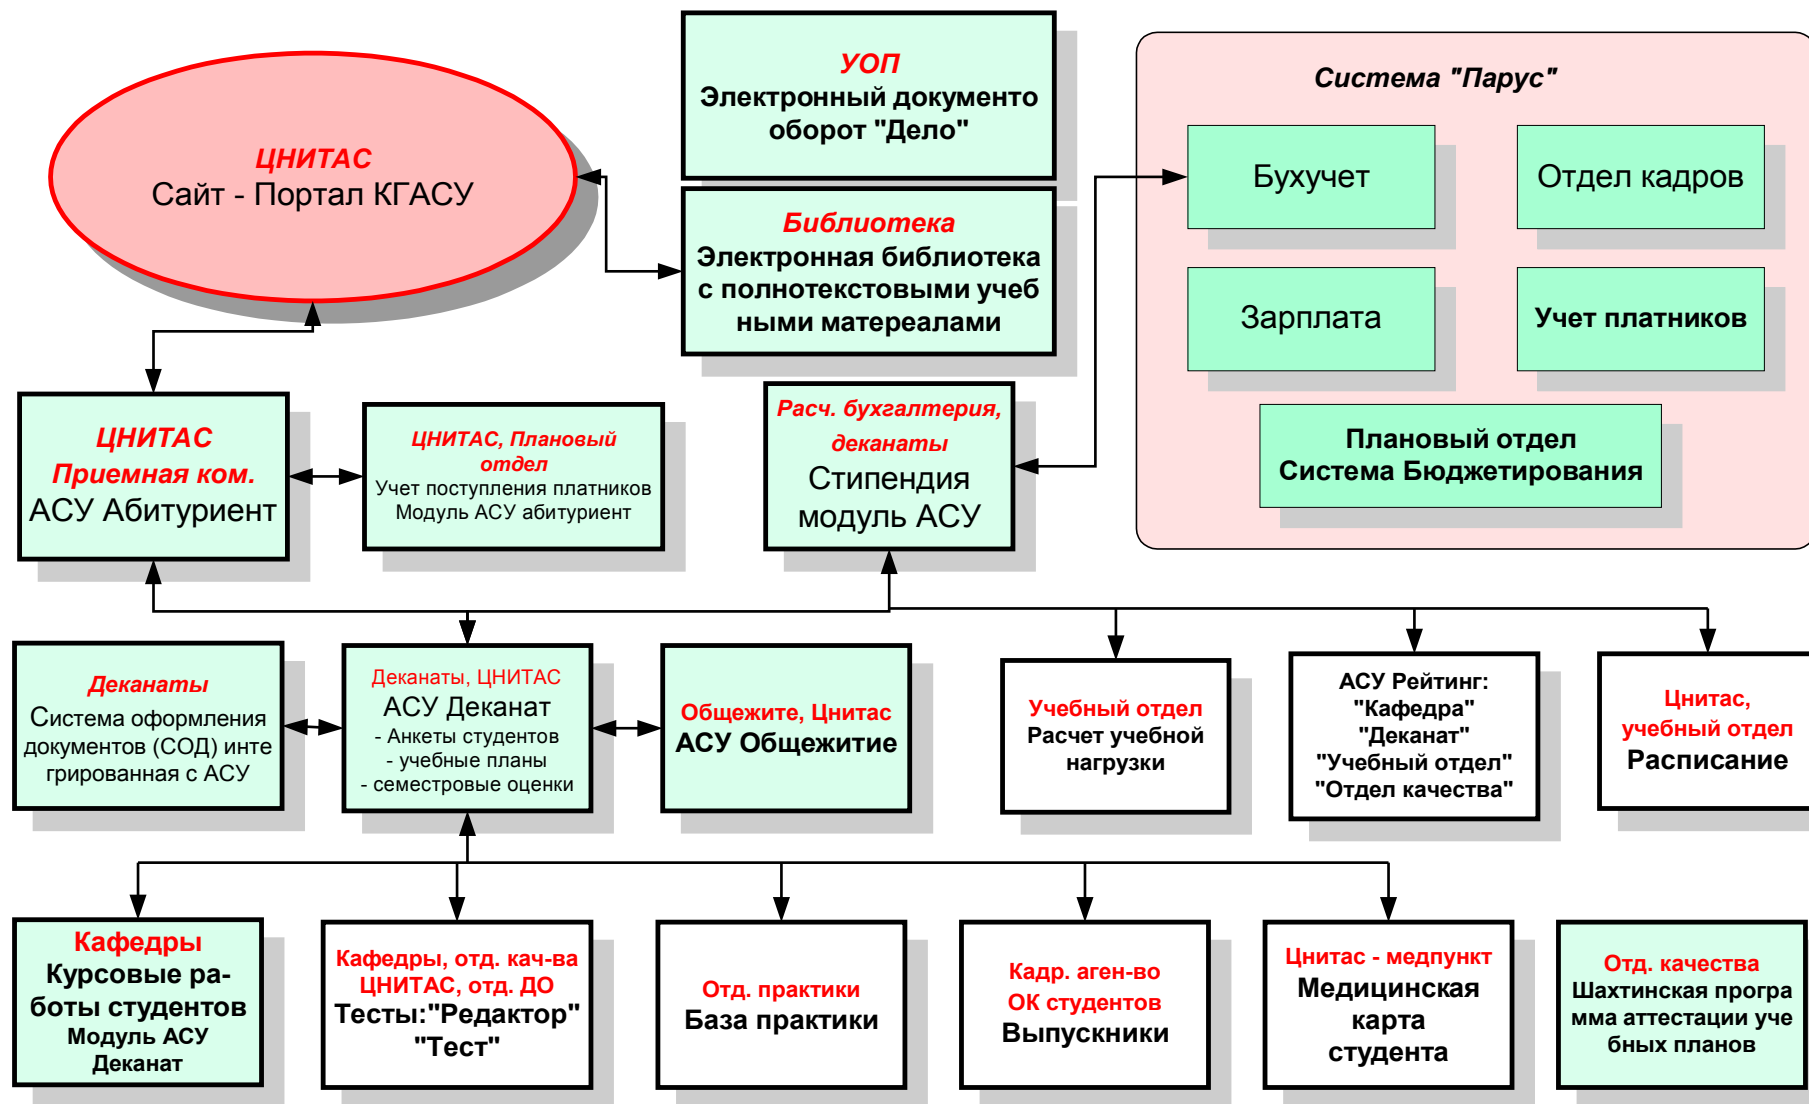 ЦНИТАС
Сайт - Портал КГАСУ
УОП
Электронный документо
оборот "Дело"
Библиотека
Электронная библиотека
с полнотекстовыми учеб
ными матереалами
Система "Парус"
Бухучет
Отдел кадров
Зарплата
Учет платников
Плановый отдел
Система Бюджетирования
ЦНИТАС
Приемная ком.
АСУ Абитуриент
ЦНИТАС, Плановый
отдел
Учет поступления платников
Модуль АСУ абитуриент
Расч. бухгалтерия,
деканаты
Стипендия
модуль АСУ
Деканаты
Система оформления
документов (СОД) инте
грированная с АСУ
Деканаты, ЦНИТАС
АСУ Деканат
- Анкеты студентов
- учебные планы
- семестровые оценки
Общежите, Цнитас
АСУ Общежитие
Учебный отдел
Расчет учебной
нагрузки
АСУ Рейтинг:
"Кафедра"
"Деканат"
"Учебный отдел"
"Отдел качества"
Цнитас,
учебный отдел
Расписание
Кафедры
Курсовые ра-
боты студентов
Модуль АСУ
Деканат
Кафедры, отд. кач-ва
ЦНИТАС, отд. ДО
Тесты:"Редактор"
"Тест"
Отд. практики
База практики
Кадр. аген-во
ОК студентов
Выпускники
Цнитас - медпункт
Медицинская
карта
студента
Отд. качества
Шахтинская програ
мма аттестации уче
бных планов